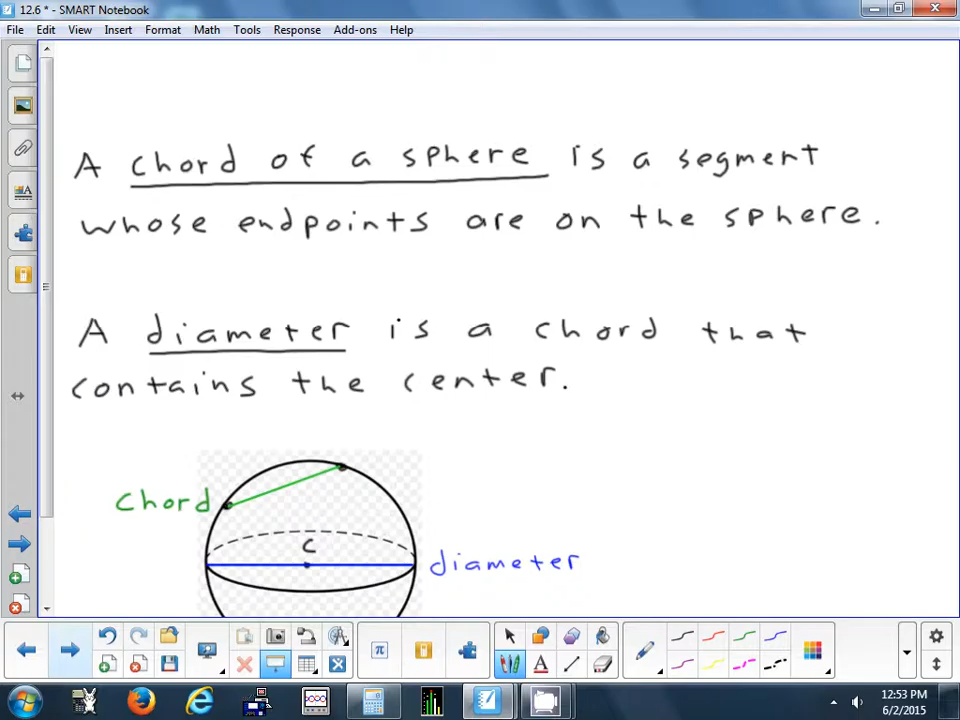 12.6 * - SMART Notebook
File Edit View Insert Format Math Tools Response Add-ons Help
A chord of a sphere is a segment
whose endpoints are on the sphere.
A diameter is a chord that
contains the center.
chord
C
diameter
π
A
12:53 PM
6/2/2015